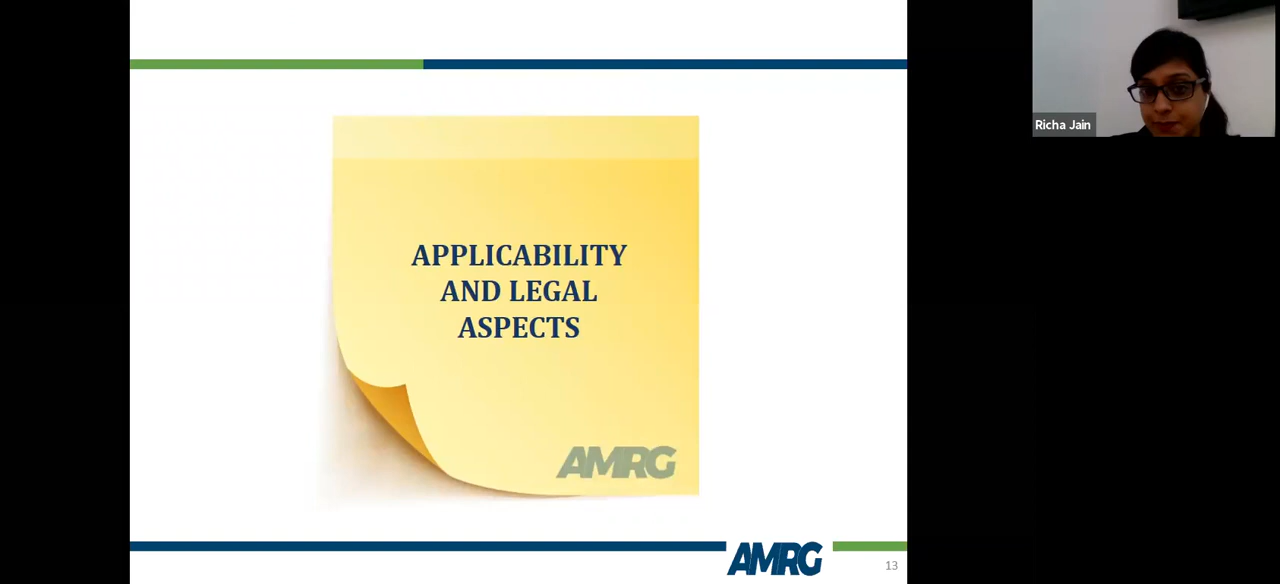 APPLICABILITY
AND LEGAL
ASPECTS
AMRG
AMRG
13
Richa Jain